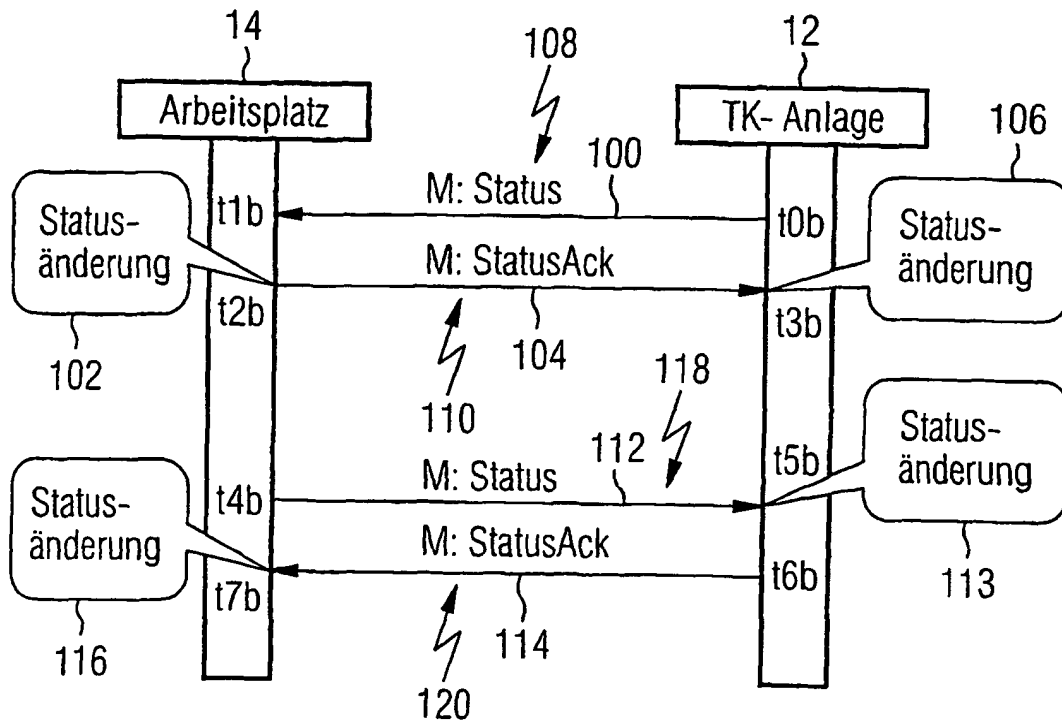 14
108
12
Arbeitsplatz
TK- Anlage
106
100
M: Status
t1b
t0b
Status-
änderung
Status-
änderung
M: StatusAck
t2b
t3b
102
104
110
118
Status-
änderung
112
t5b
M: Status
t4b
Status-
änderung
M: StatusAck
t6b
t7b
113
114
116
120